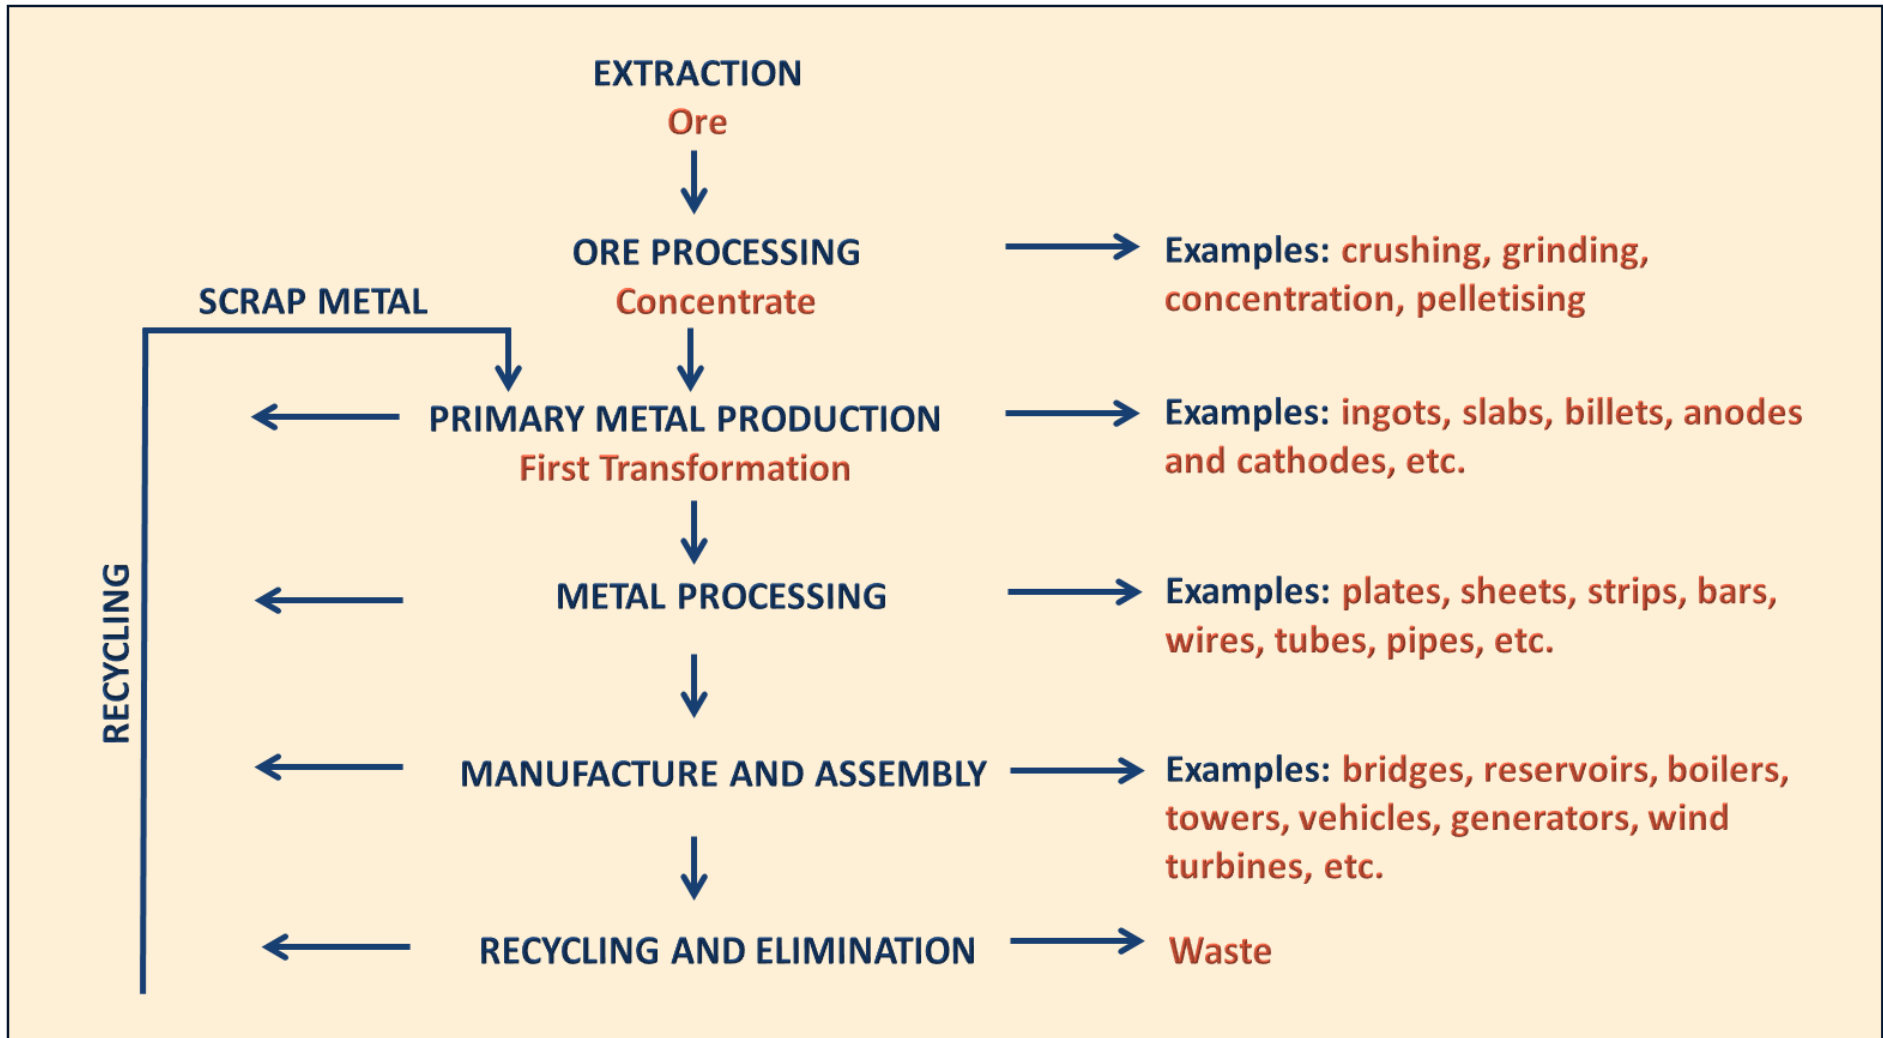 EXTRACTION
Ore
ORE PROCESSING
Concentrate
Examples: crushing, grinding,
concentration, pelletising
SCRAP METAL
PRIMARY METAL PRODUCTION
First Transformation
Examples: ingots, slabs, billets, anodes
and cathodes, etc.
RECYCLING
METAL PROCESSING
Examples: plates, sheets, strips, bars,
wires, tubes, pipes, etc.
MANUFACTURE AND ASSEMBLY
Examples: bridges, reservoirs, boilers,
towers, vehicles, generators, wind
turbines, etc.
RECYCLING AND ELIMINATION
Waste